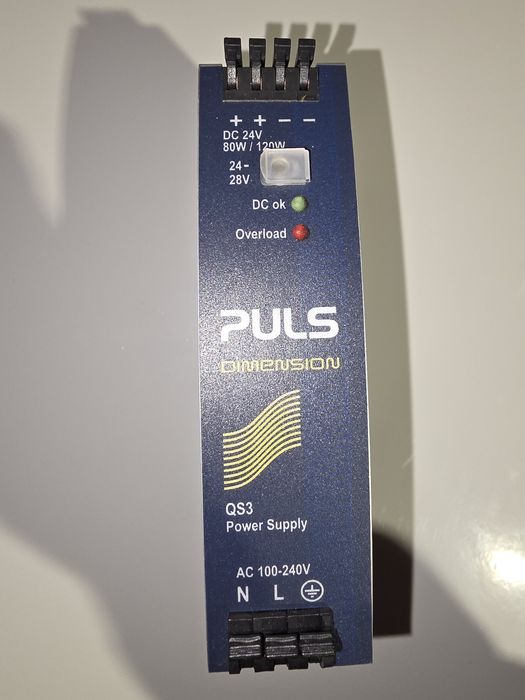 + + − −
DC 24V
80W / 120W
24-
28V
DC ok
Overload
PULS
DIMENSION
QS3
Power Supply
AC 100-240V
N L